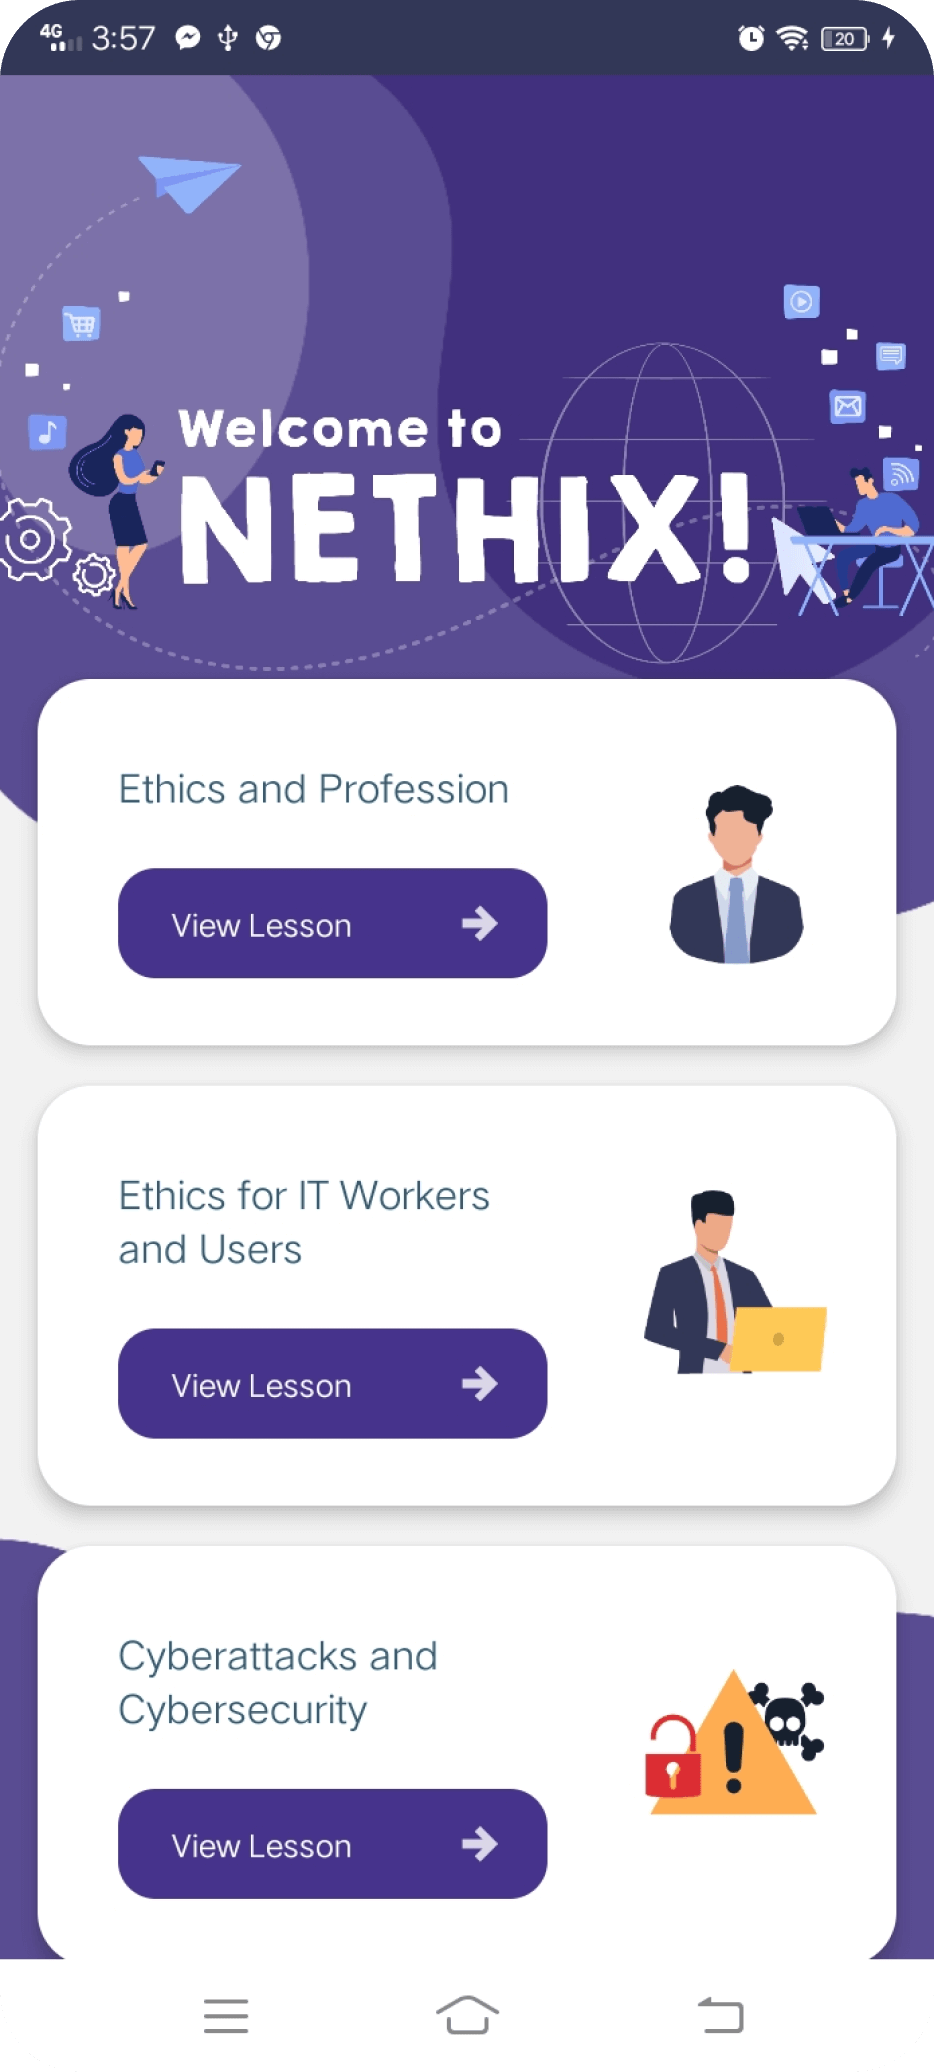 4G 3:57 20
Welcome to
NETHIX!
Ethics and Profession
View Lesson
Ethics for IT Workers
and Users
View Lesson
Cyberattacks and
Cybersecurity
View Lesson